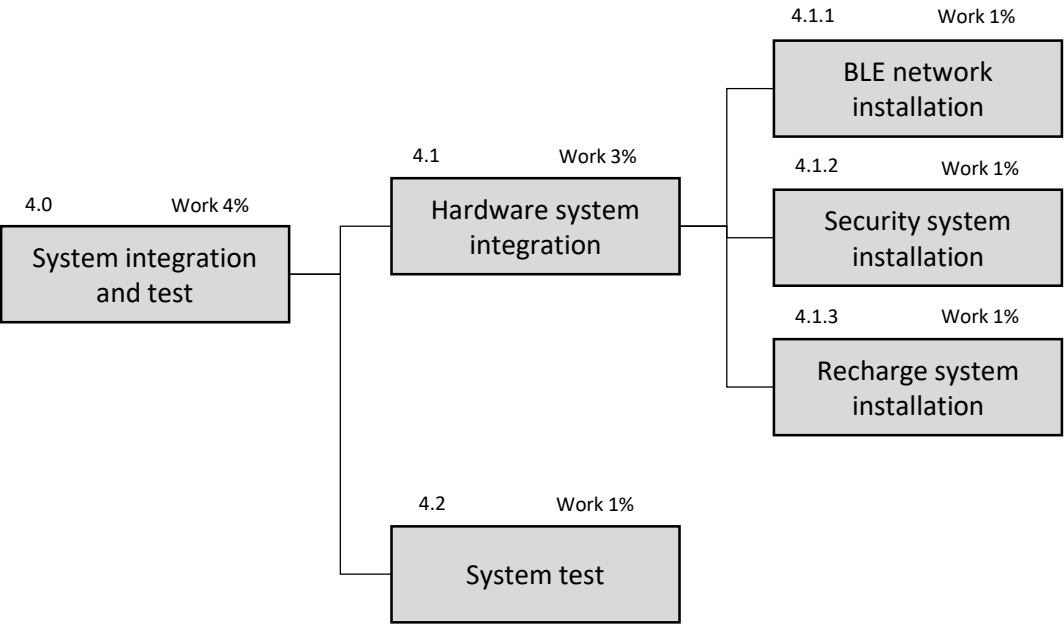 4.0 Work 4%
System integration
and test
4.1 Work 3%
Hardware system
integration
4.1.1 Work 1%
BLE network
installation
4.1.2 Work 1%
Security system
installation
4.1.3 Work 1%
Recharge system
installation
4.2 Work 1%
System test